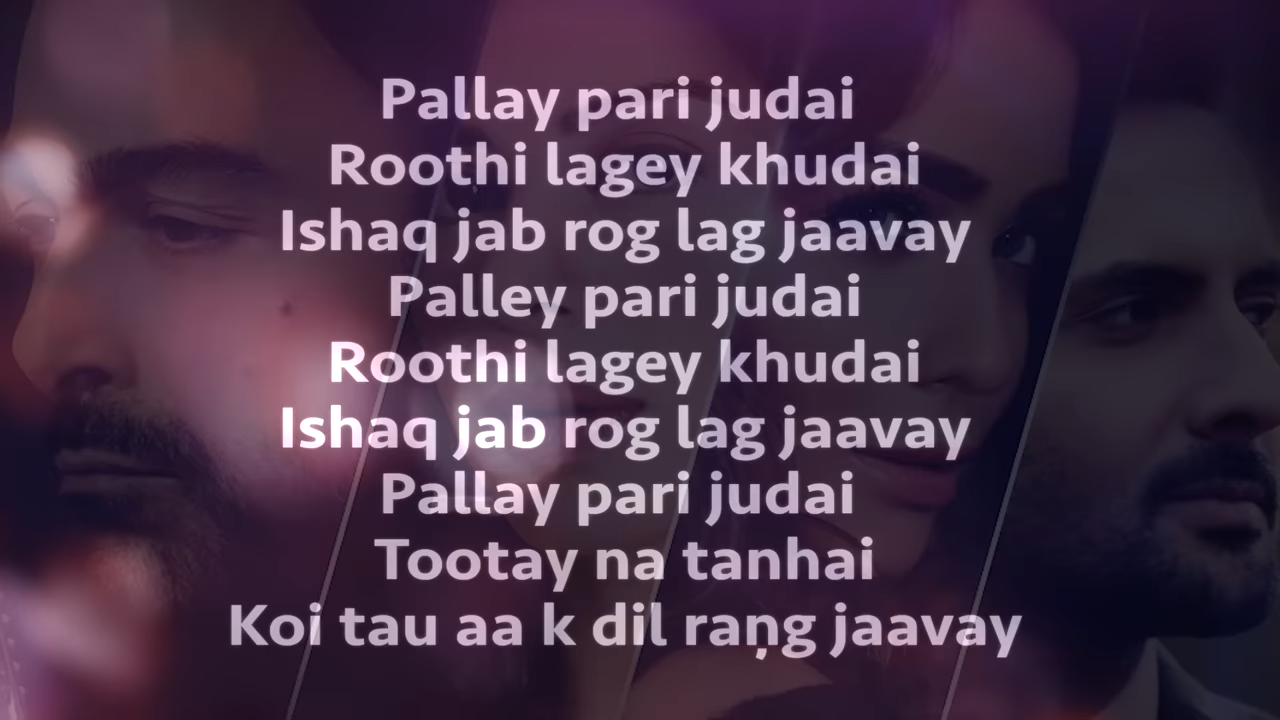 Pallay pari judai
Roothi lagey khudai
Ishaq jab rog lag jaavay
Palley pari judai
Roothi lagey khudai
Ishaq jab rog lag jaavay
Pallay pari judai
Tootay na tanhai
Koi tau aa k dil raņg jaavay